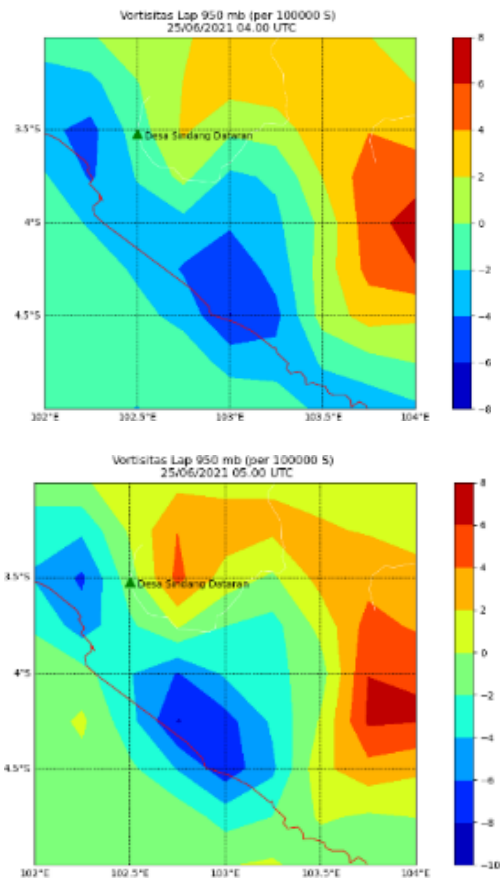 Vortisitas Lap 950 mb (per 100000 S)
25/06/2021 04.00 UTC
8
6
4
2
0
−2
−4
−6
−8
3.5°S
4°S
4.5°S
Desa Sindang Dataran
102°E
102.5°E
103°E
103.5°E
104°E
Vortisitas Lap 950 mb (per 100000 S)
25/06/2021 05.00 UTC
8
6
4
2
0
−2
−4
−6
−8
−10
3.5°S
4°S
4.5°S
Desa Sindang Dataran
102°E
102.5°E
103°E
103.5°E
104°E